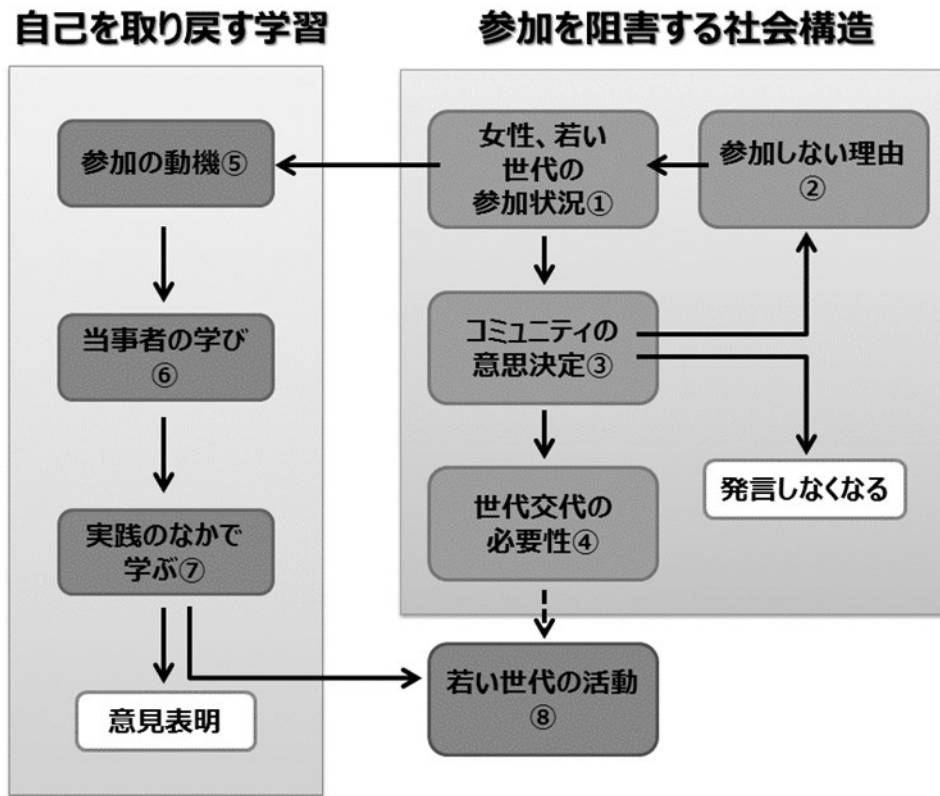 自己を取り戻す学習
参加を阻害する社会構造
参加の動機⑤
当事者の学び
⑥
実践のなかで
学ぶ⑦
意見表明
女性、若い
世代の
参加状況①
参加しない理由
②
コミュニティの
意思決定③
発言しなくなる
世代交代の
必要性④
若い世代の活動
⑧